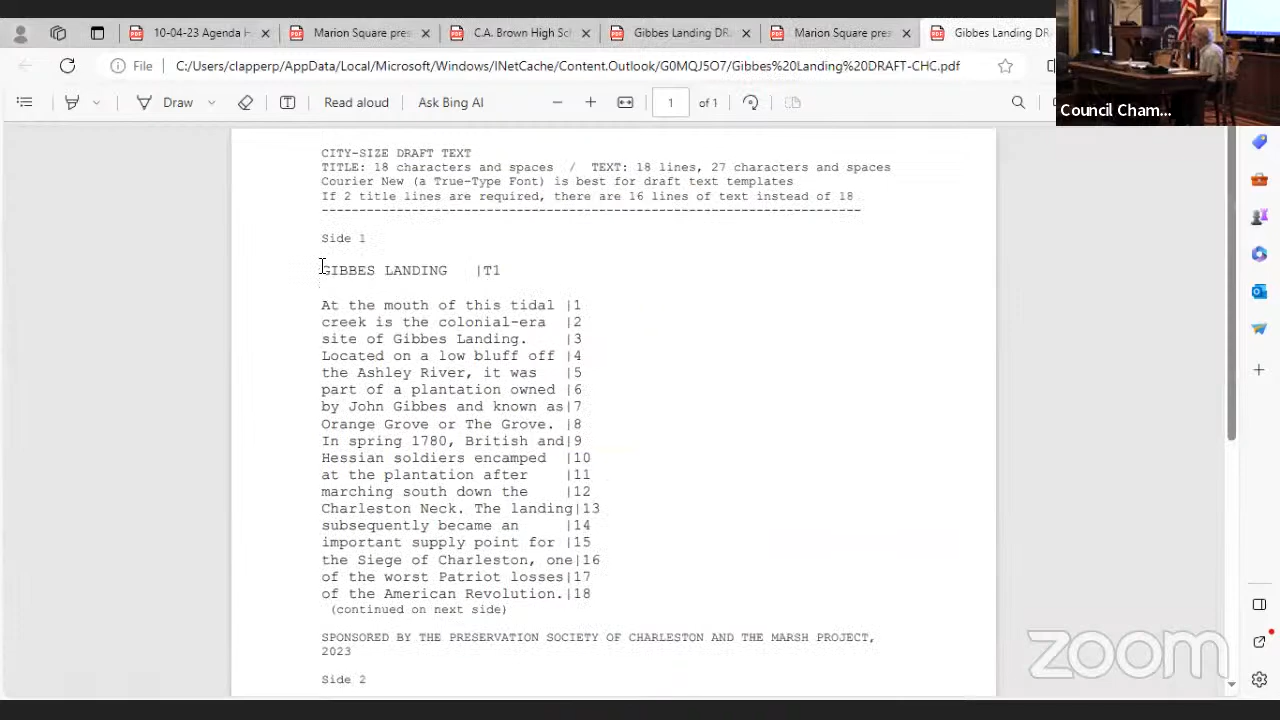 10-04-23 Agenda
Marion Square pres
C.A. Brown High Sc
Gibbes Landing DR
Marion Square pres
Gibbes Landing DR
File
C:/Users/clapperp/AppData/Local/Microsoft/Windows/INetCache/Content.Outlook/G0MQJ5O7/Gibbes%20Landing%20DRAFT-CHC.pdf
Draw
Read aloud
Ask Bing AI
1
of 1
Council Cham...
CITY-SIZE DRAFT TEXT
TITLE: 18 characters and spaces / TEXT: 18 lines, 27 characters and spaces
Courier New (a True-Type Font) is best for draft text templates
If 2 title lines are required, there are 16 lines of text instead of 18
------------------------------------------------------------
Side 1
GIBBES LANDING |T1
At the mouth of this tidal |1
creek is the colonial-era |2
site of Gibbes Landing. |3
Located on a low bluff off |4
the Ashley River, it was |5
part of a plantation owned |6
by John Gibbes and known as|7
Orange Grove or The Grove. |8
In spring 1780, British and|9
Hessian soldiers encamped |10
at the plantation after |11
marching south down the |12
Charleston Neck. The landing|13
subsequently became an |14
important supply point for |15
the Siege of Charleston, one|16
of the worst Patriot losses|17
of the American Revolution.|18
(continued on next side)
SPONSORED BY THE PRESERVATION SOCIETY OF CHARLESTON AND THE MARSH PROJECT,
2023
Side 2
zoom